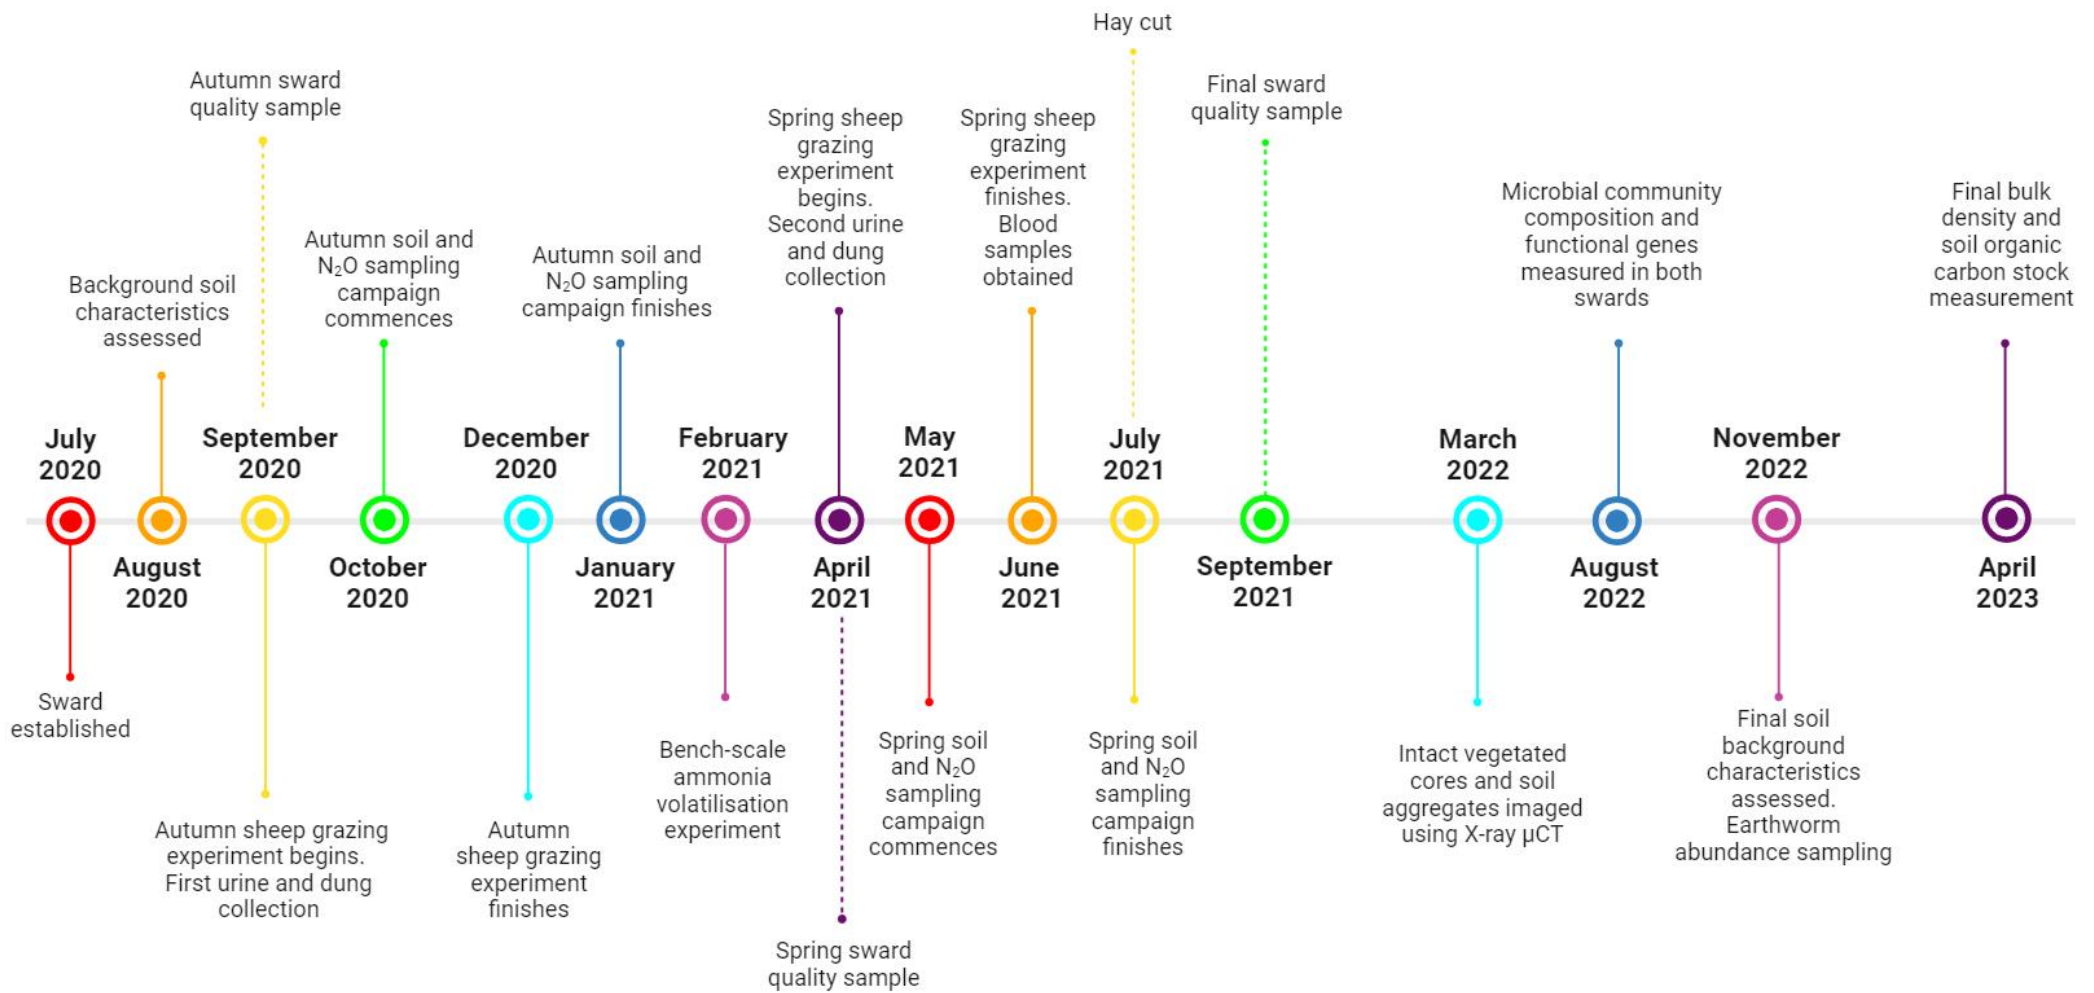 Hay cut
Autumn sward
quality sample
Final sward
quality sample
Spring sheep
grazing
experiment
begins.
Second urine
and dung
collection
Spring sheep
grazing
experiment
finishes.
Blood
samples
obtained
Microbial community
composition and
functional genes
measured in both
swards
Final bulk
density and
soil organic
carbon stock
measurement
Autumn soil and
N₂O sampling
campaign
commences
Autumn soil and
N₂O sampling
campaign finishes
Background soil
characteristics
assessed
July
2020
September
2020
December
2020
February
2021
May
2021
July
2021
March
2022
November
2022
August
2020
October
2020
January
2021
April
2021
June
2021
September
2021
August
2022
April
2023
Sward
established
Autumn sheep grazing
experiment begins.
First urine and dung
collection
Autumn
sheep grazing
experiment
finishes
Bench-scale
ammonia
volatilisation
experiment
Spring sward
quality sample
Spring soil
and N₂O
sampling
campaign
commences
Spring soil
and N₂O
sampling
campaign
finishes
Intact vegetated
cores and soil
aggregates imaged
using X-ray μCT
Final soil
background
characteristics
assessed.
Earthworm
abundance sampling